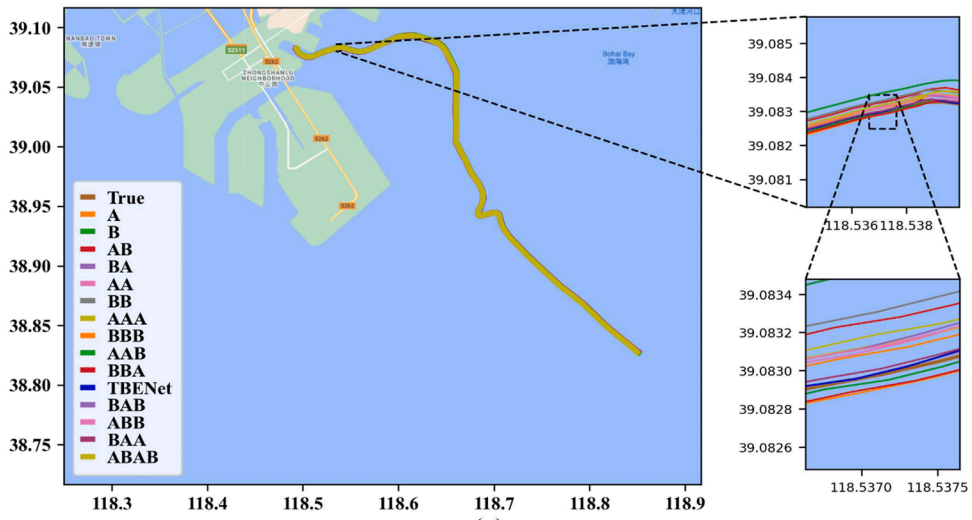 39.10
39.05
39.00
38.95
38.90
38.85
38.80
38.75
118.3
118.4
118.5
118.6
118.7
118.8
118.9
NANBAO TOWN
S2511
S262
ZHONGSHANLU
NEIGHBORHOOD
中山路
S262
S262
大清河口
Bohai Bay
渤海湾
True
A
B
AB
BA
AA
BB
AAA
BBB
AAB
BBA
TBENet
BAB
ABB
BAA
ABAB
39.085
39.084
39.083
39.082
39.081
118.536
118.538
39.0834
39.0832
39.0830
39.0828
39.0826
118.5370
118.5375